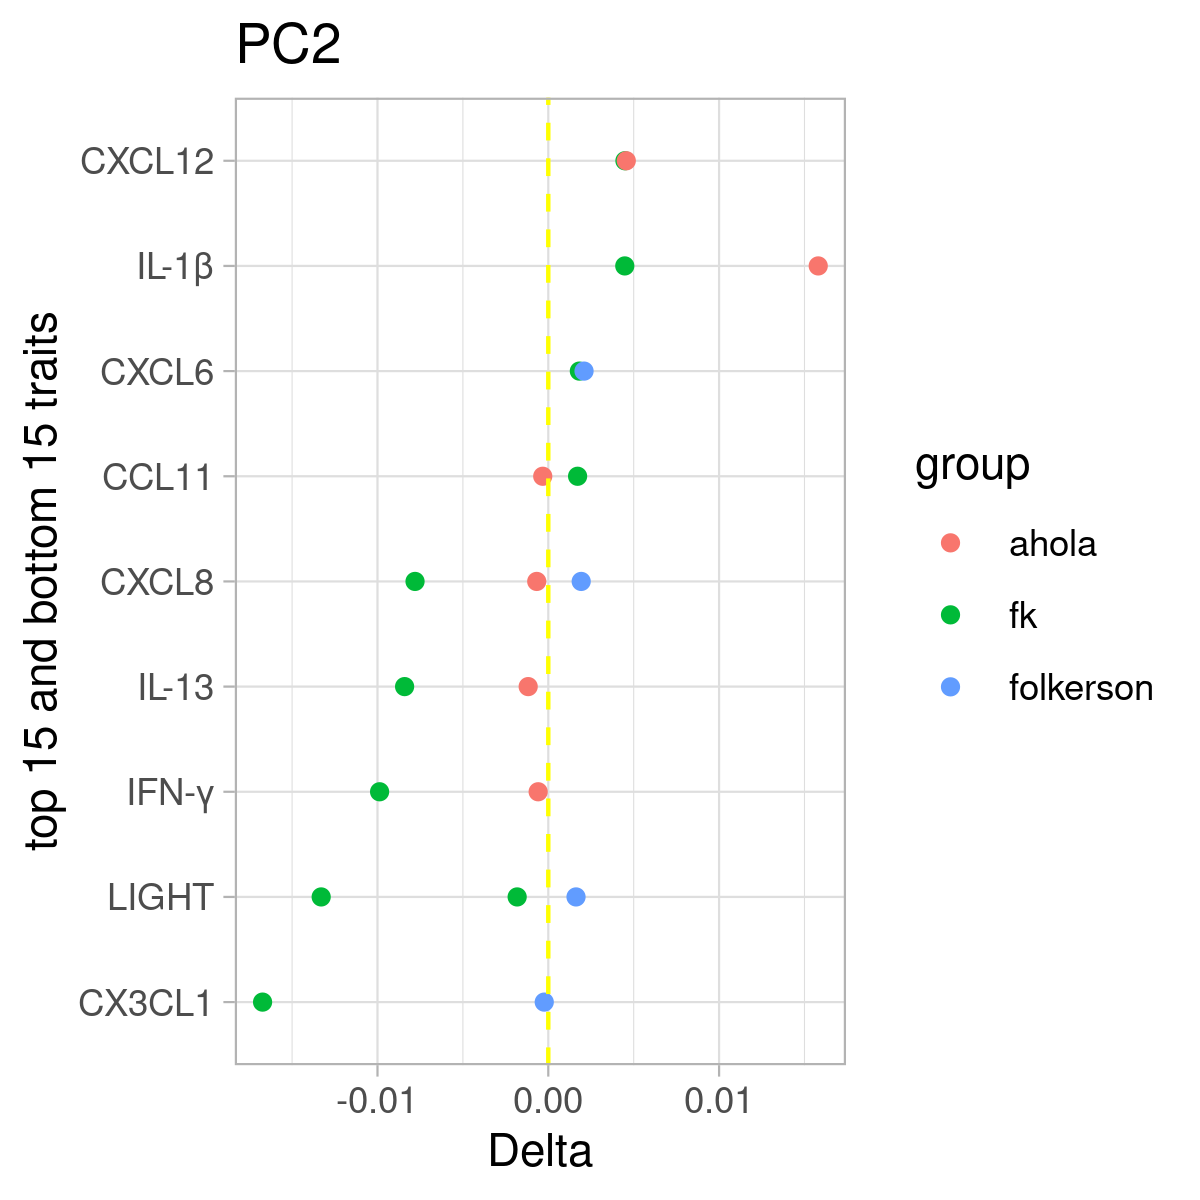 PC2
top 15 and bottom 15 traits
CXCL12
IL-1β
CXCL6
CCL11
CXCL8
IL-13
IFN-γ
LIGHT
CX3CL1
-0.01
0.00
0.01
Delta
group
ahola
fk
folkerson